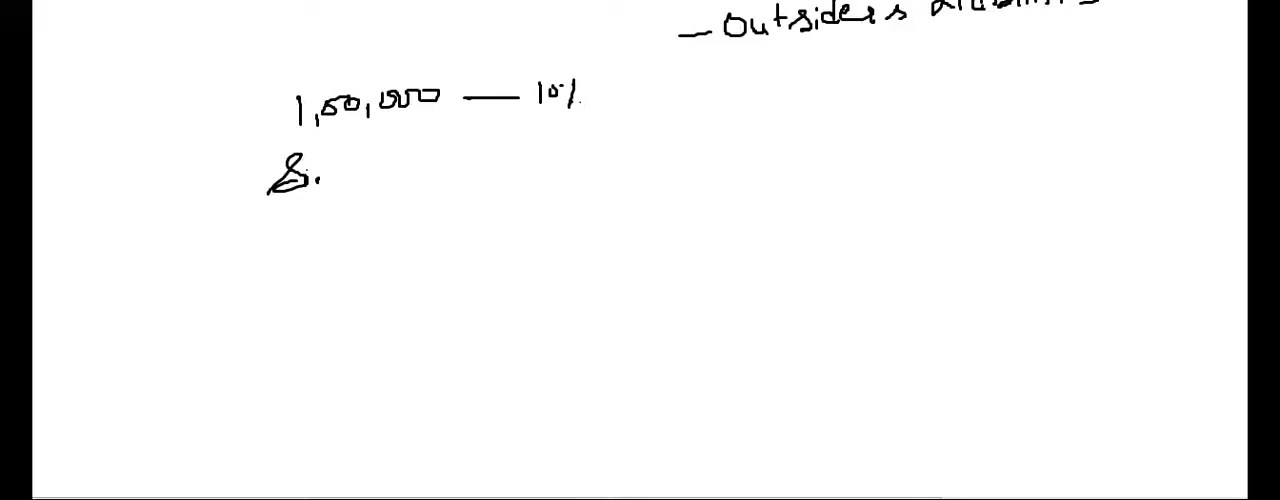 — Outsiders
1,50,000 — 10%
S.